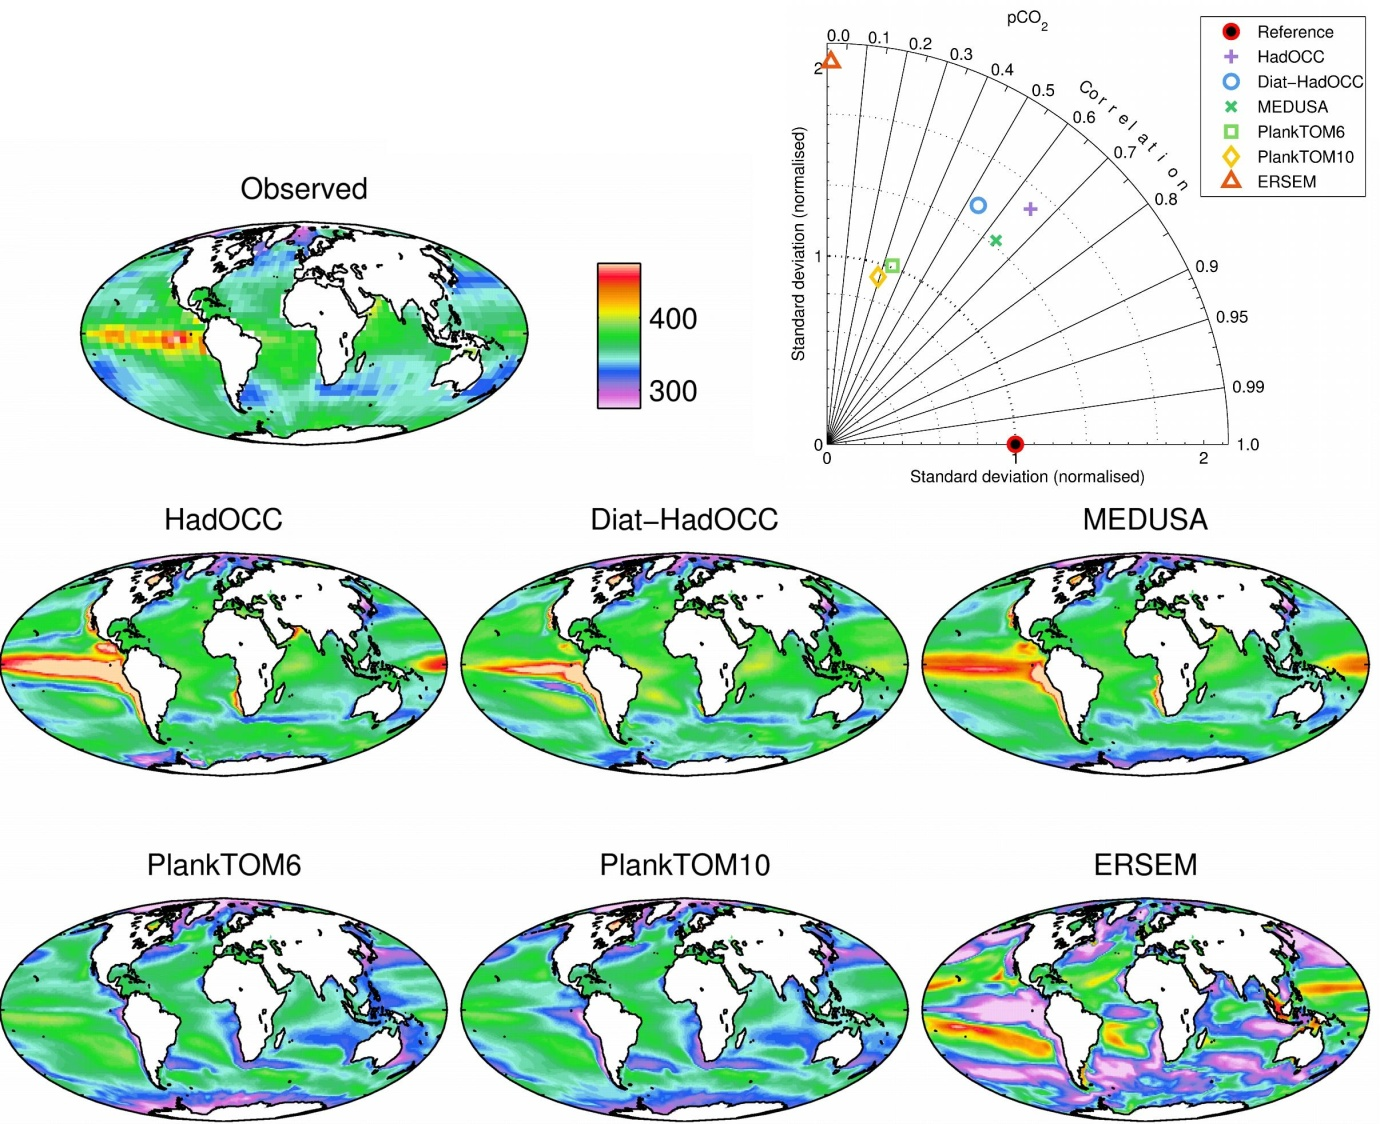 Observed
400
300
pCO2
0.0
0.1
0.2
0.3
0.4
0.5
0.6
0.7
0.8
0.9
0.95
0.99
1.0
Correlation
Standard deviation (normalised)
2
1
0
0
1
2
Standard deviation (normalised)
Reference
HadOCC
Diat-HadOCC
MEDUSA
PlankTOM6
PlankTOM10
ERSEM
HadOCC
Diat-HadOCC
MEDUSA
PlankTOM6
PlankTOM10
ERSEM